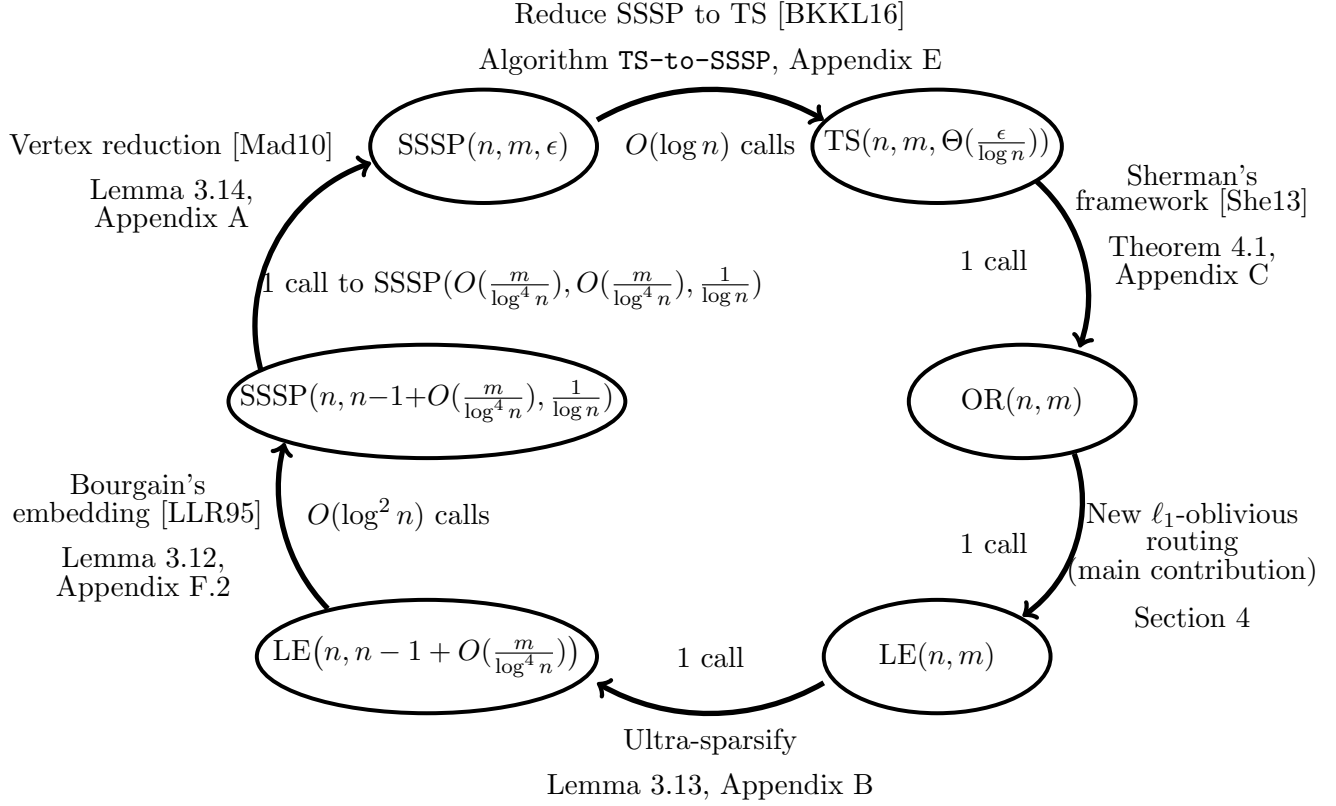 Reduce SSSP to TS [BKKL16]
Algorithm TS-to-SSSP, Appendix E
SSSP(n, m, ϵ)
O(log n) calls
TS(n, m, Θ(ϵ/log n))
Vertex reduction [Mad10]
Lemma 3.14,
Appendix A
Sherman's
framework [She13]
Theorem 4.1,
Appendix C
1 call
1 call to SSSP(O(m/log⁴ n), O(m/log⁴ n), 1/log n)
SSSP(n, n−1+O(m/log⁴ n), 1/log n)
OR(n, m)
Bourgain's
embedding [LLR95]
Lemma 3.12,
Appendix F.2
O(log² n) calls
1 call
New ℓ₁-oblivious
routing
(main contribution)
Section 4
LE(n, n − 1 + O(m/log⁴ n))
1 call
LE(n, m)
Ultra-sparsify
Lemma 3.13, Appendix B